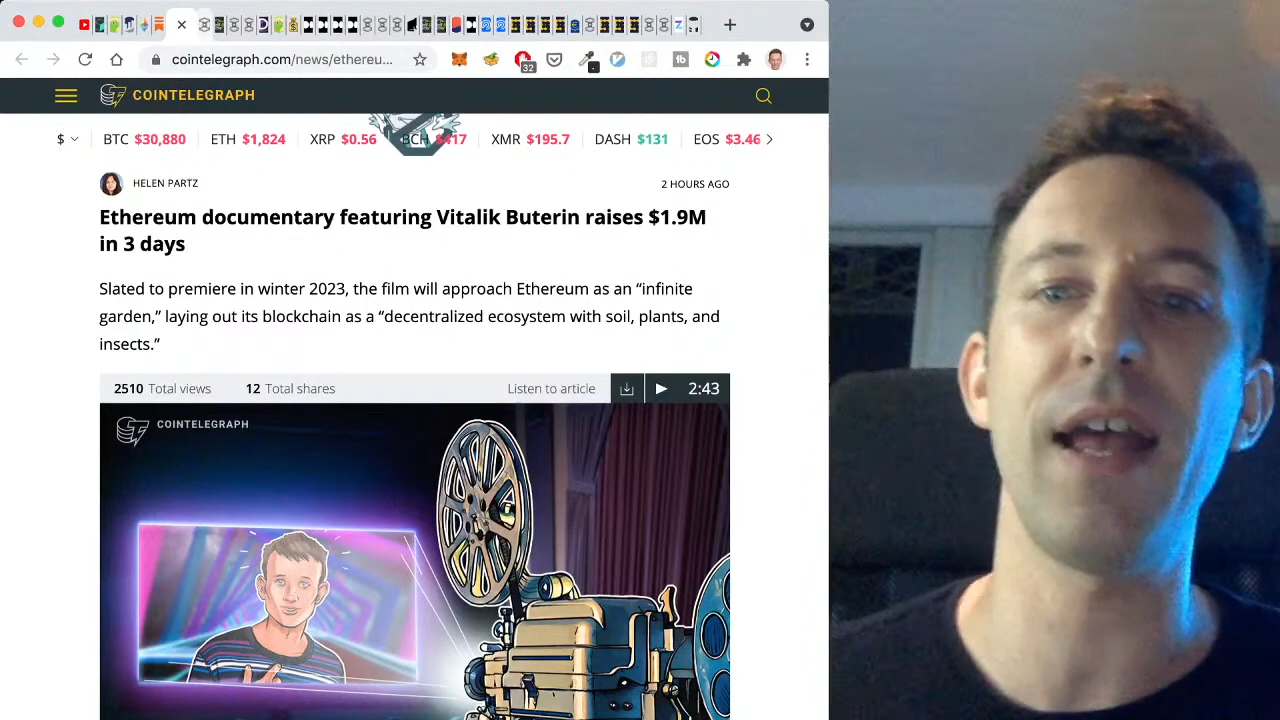 cointelegraph.com/news/ethereu...
32
COINTELEGRAPH
$ BTC $30,880 ETH $1,824 XRP $0.56 BCH $417 XMR $195.7 DASH $131 EOS $3.46
HELEN PARTZ 2 HOURS AGO
Ethereum documentary featuring Vitalik Buterin raises $1.9M
in 3 days
Slated to premiere in winter 2023, the film will approach Ethereum as an “infinite
garden,” laying out its blockchain as a “decentralized ecosystem with soil, plants, and
insects.”
2510 Total views 12 Total shares Listen to article 2:43
COINTELEGRAPH